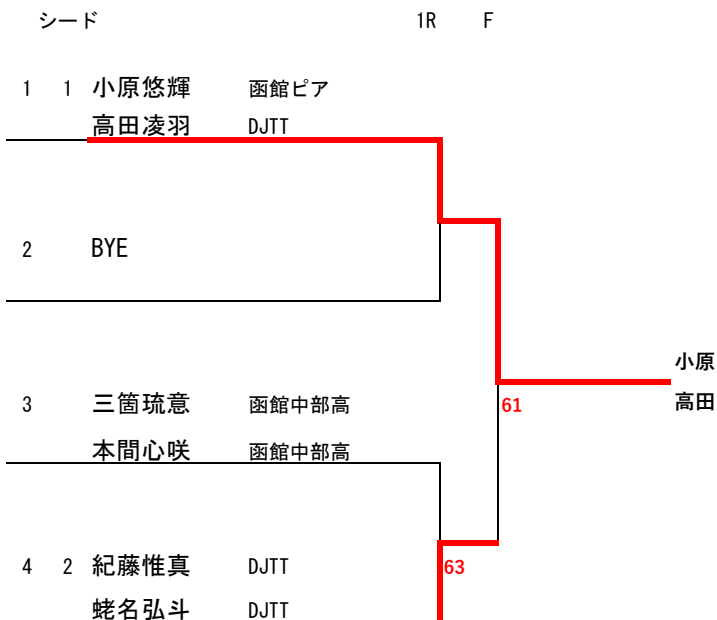 シード 1R F
1 1 小原悠輝 函館ピア
高田凌羽 DJTT
2 BYE
小原
3 三箇琉意 函館中部高 61 高田
本間心咲 函館中部高
4 2 紀藤惟真 DJTT 63
蛯名弘斗 DJTT